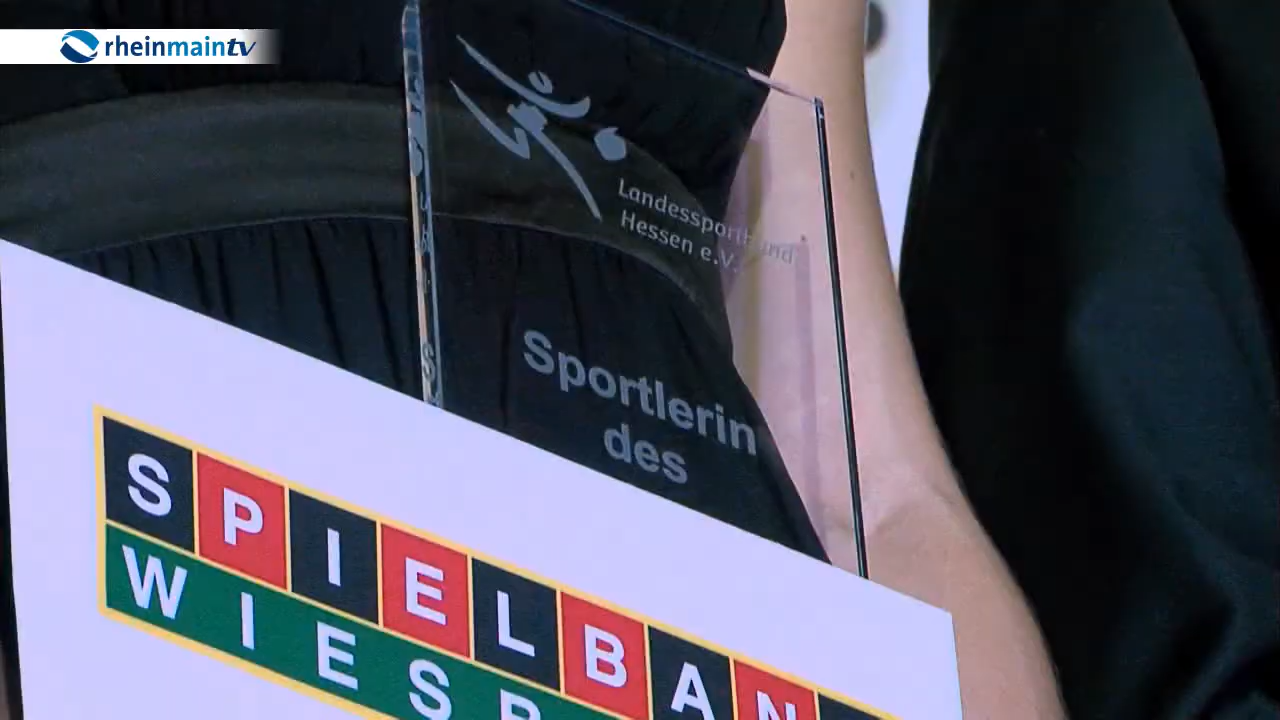 rheinmaintv
Landessportbund
Hessen e.V.
Sportlerin
des
SPIELBAN
WIESB